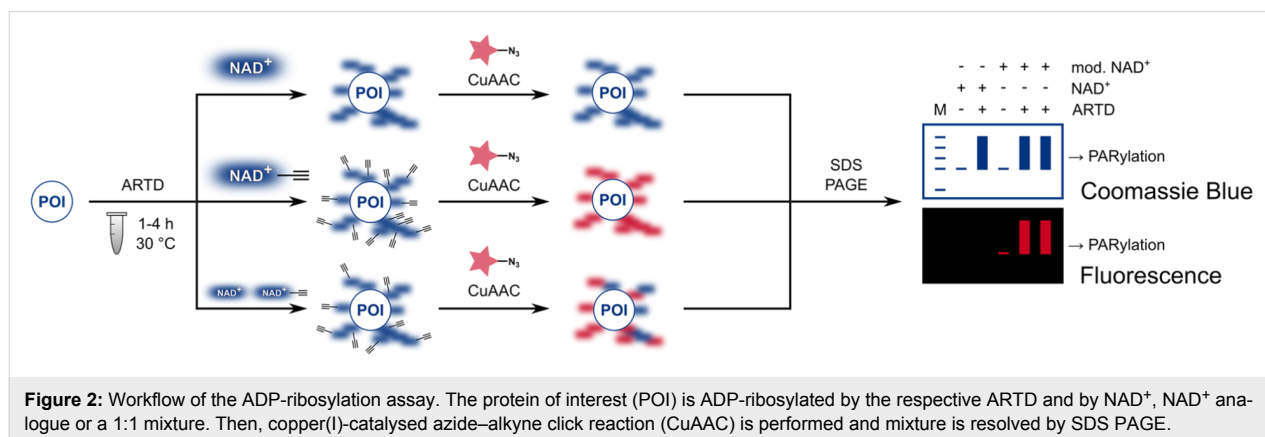 NAD⁺
POI
N₃
CuAAC
POI
POI
ARTD
1-4 h
30 °C
NAD⁺
POI
N₃
CuAAC
POI
NAD⁺ NAD⁺
POI
N₃
CuAAC
POI
SDS
PAGE
- - + + + mod. NAD⁺
+ + - - + NAD⁺
M - + - + + ARTD
→ PARylation
Coomassie Blue
→ PARylation
Fluorescence
Figure 2: Workflow of the ADP-ribosylation assay. The protein of interest (POI) is ADP-ribosylated by the respective ARTD and by NAD⁺, NAD⁺ ana-
logue or a 1:1 mixture. Then, copper(I)-catalysed azide–alkyne click reaction (CuAAC) is performed and mixture is resolved by SDS PAGE.